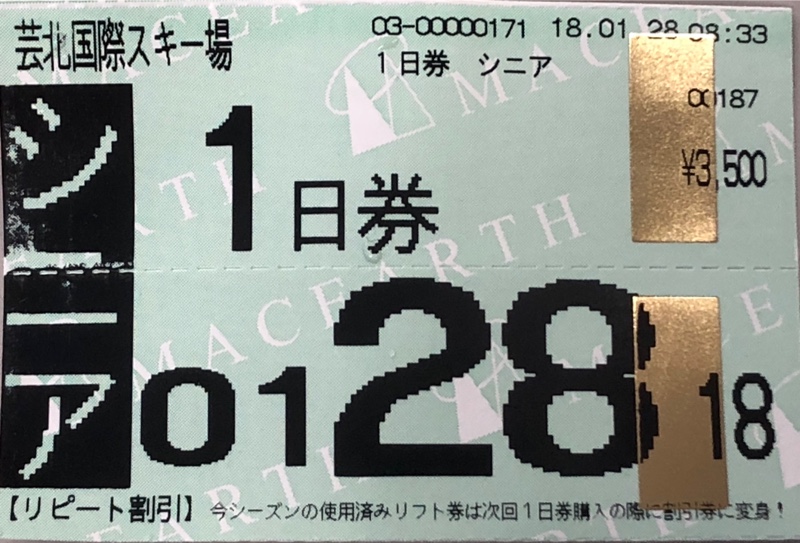 芸北国際スキー場
03-00000171 18.01 28 08:33
1日券 シニア
00187
¥3,500
シニア
1日券
MACEARTH
0128 18
【リピート割引】 今シーズンの使用済みリフト券は次回1日券購入の際に割引券に変身!